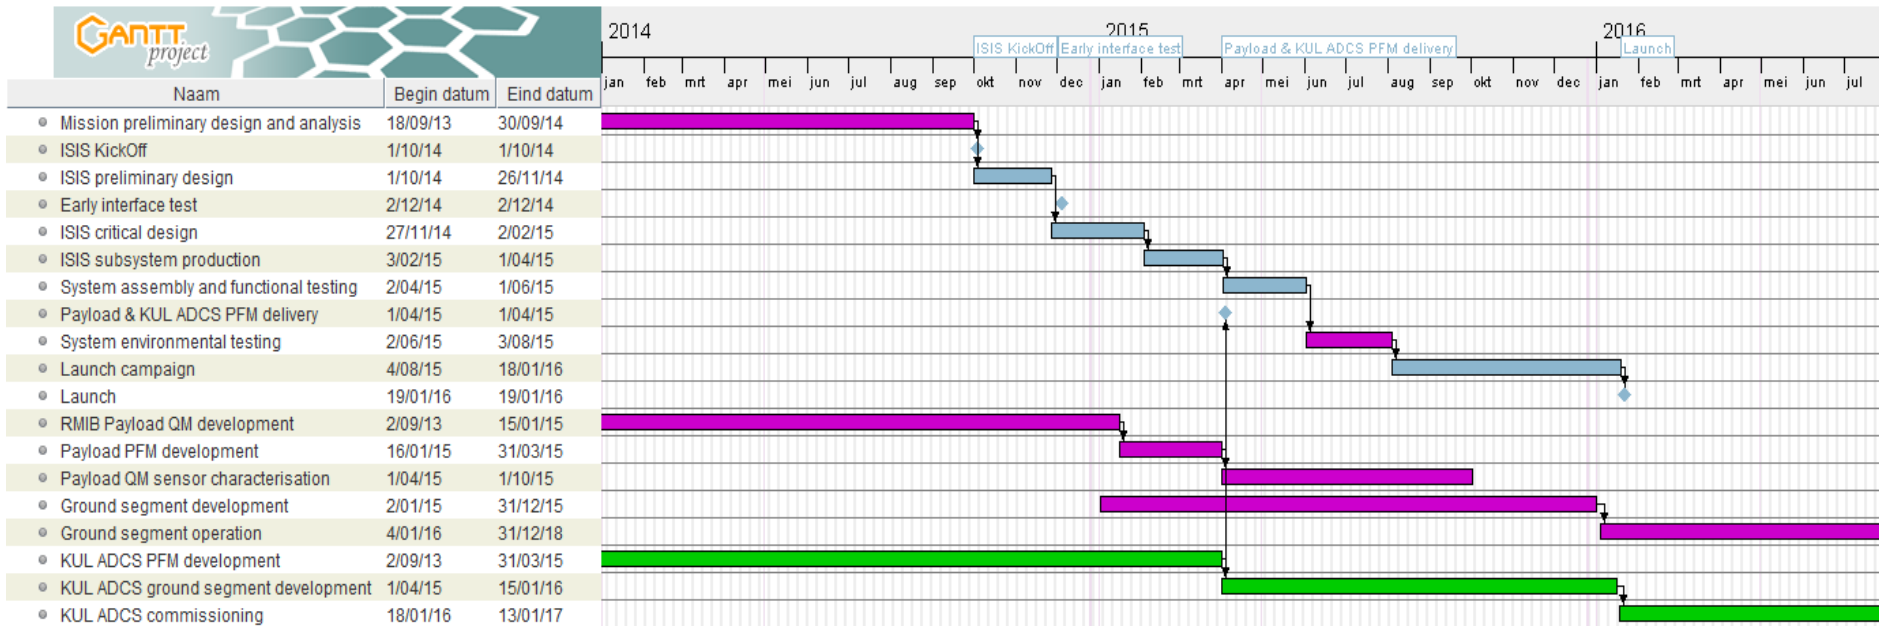 GANTT
project
2014 2015 2016
ISIS KickOff Early interface test Payload & KUL ADCS PFM delivery Launch
jan feb mrt apr mei jun jul aug sep okt nov dec jan feb mrt apr mei jun jul aug sep okt nov dec jan feb mrt apr mei jun jul
Naam Begin datum Eind datum
Mission preliminary design and analysis 18/09/13 30/09/14
ISIS KickOff 1/10/14 1/10/14
ISIS preliminary design 1/10/14 26/11/14
Early interface test 2/12/14 2/12/14
ISIS critical design 27/11/14 2/02/15
ISIS subsystem production 3/02/15 1/04/15
System assembly and functional testing 2/04/15 1/06/15
Payload & KUL ADCS PFM delivery 1/04/15 1/04/15
System environmental testing 2/06/15 3/08/15
Launch campaign 4/08/15 18/01/16
Launch 19/01/16 19/01/16
RMIB Payload QM development 2/09/13 15/01/15
Payload PFM development 16/01/15 31/03/15
Payload QM sensor characterisation 1/04/15 1/10/15
Ground segment development 2/01/15 31/12/15
Ground segment operation 4/01/16 31/12/18
KUL ADCS PFM development 2/09/13 31/03/15
KUL ADCS ground segment development 1/04/15 15/01/16
KUL ADCS commissioning 18/01/16 13/01/17